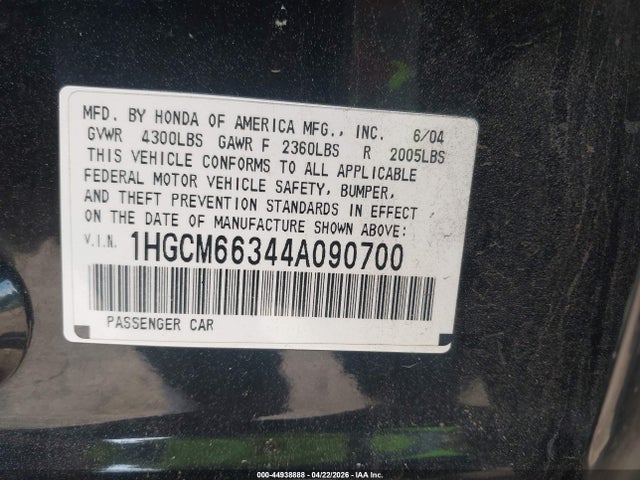 MFD. BY HONDA OF AMERICA MFG., INC. 6/04
GVWR 4300LBS GAWR F 2360LBS R 2005LBS
THIS VEHICLE CONFORMS TO ALL APPLICABLE
FEDERAL MOTOR VEHICLE SAFETY, BUMPER,
AND THEFT PREVENTION STANDARDS IN EFFECT
ON THE DATE OF MANUFACTURE SHOWN ABOVE:
V.I.N. 1HGCM66344A090700
PASSENGER CAR
000-44938888 - 04/22/2026 - IAA Inc.